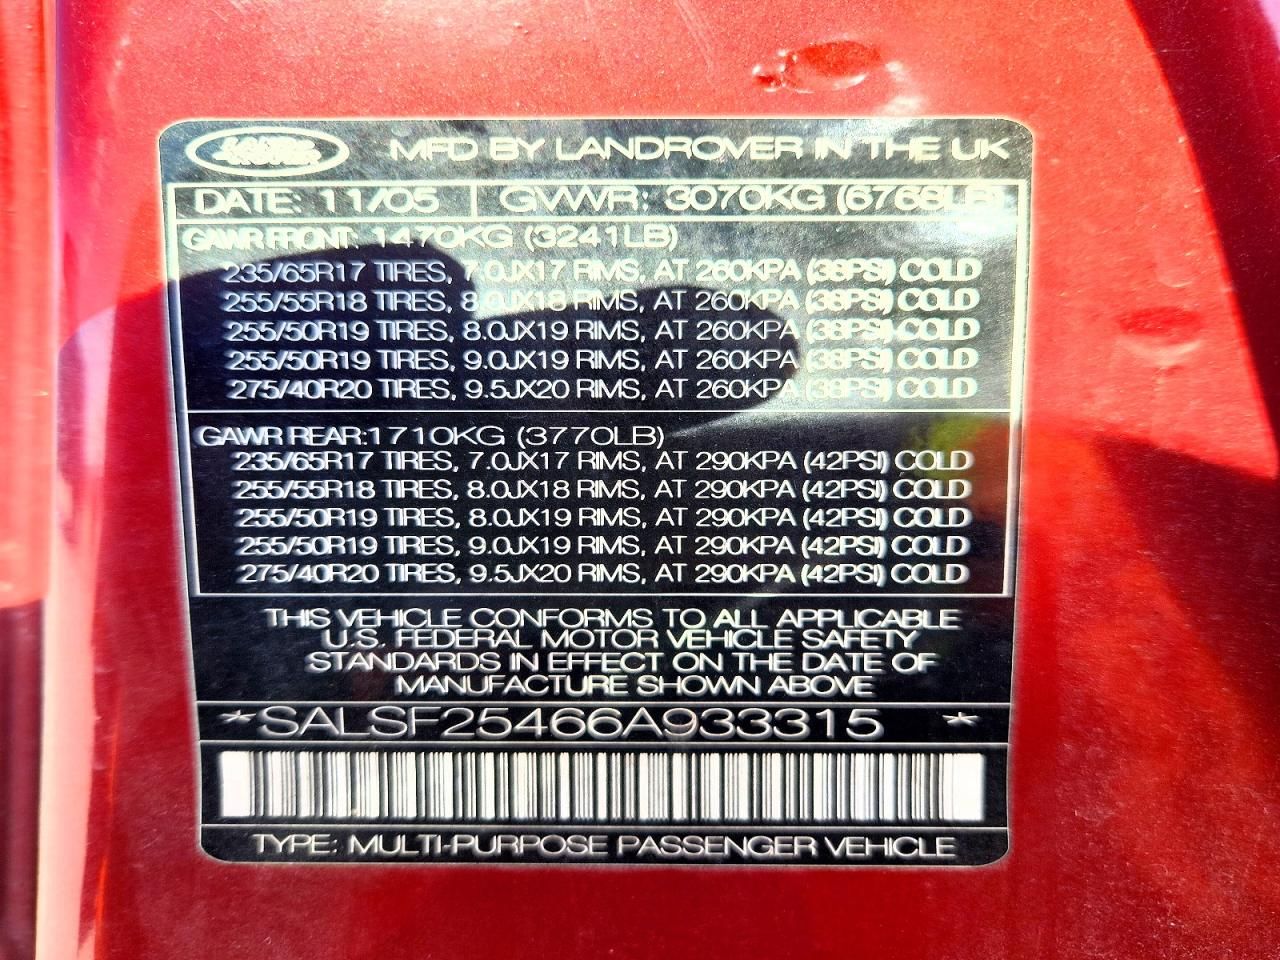 LAND ROVER MFD BY LANDROVER IN THE UK
DATE: 11/05 GVWR: 3070KG (6768LB)
GAWR FRONT: 1470KG (3241LB)
235/65R17 TIRES, 7.0JX17 RIMS, AT 260KPA (38PSI) COLD
255/55R18 TIRES, 8.0JX18 RIMS, AT 260KPA (38PSI) COLD
255/50R19 TIRES, 8.0JX19 RIMS, AT 260KPA (38PSI) COLD
255/50R19 TIRES, 9.0JX19 RIMS, AT 260KPA (38PSI) COLD
275/40R20 TIRES, 9.5JX20 RIMS, AT 260KPA (38PSI) COLD
GAWR REAR:1710KG (3770LB)
235/65R17 TIRES, 7.0JX17 RIMS, AT 290KPA (42PSI) COLD
255/55R18 TIRES, 8.0JX18 RIMS, AT 290KPA (42PSI) COLD
255/50R19 TIRES, 8.0JX19 RIMS, AT 290KPA (42PSI) COLD
255/50R19 TIRES, 9.0JX19 RIMS, AT 290KPA (42PSI) COLD
275/40R20 TIRES, 9.5JX20 RIMS, AT 290KPA (42PSI) COLD
THIS VEHICLE CONFORMS TO ALL APPLICABLE
U.S. FEDERAL MOTOR VEHICLE SAFETY
STANDARDS IN EFFECT ON THE DATE OF
MANUFACTURE SHOWN ABOVE
*SALSF25466A933315 *
TYPE: MULTI-PURPOSE PASSENGER VEHICLE